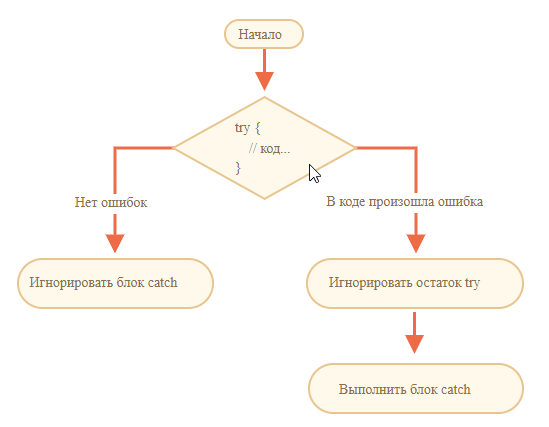 Начало
try {
// код...
}
Нет ошибок
В коде произошла ошибка
Игнорировать блок catch
Игнорировать остаток try
Выполнить блок catch